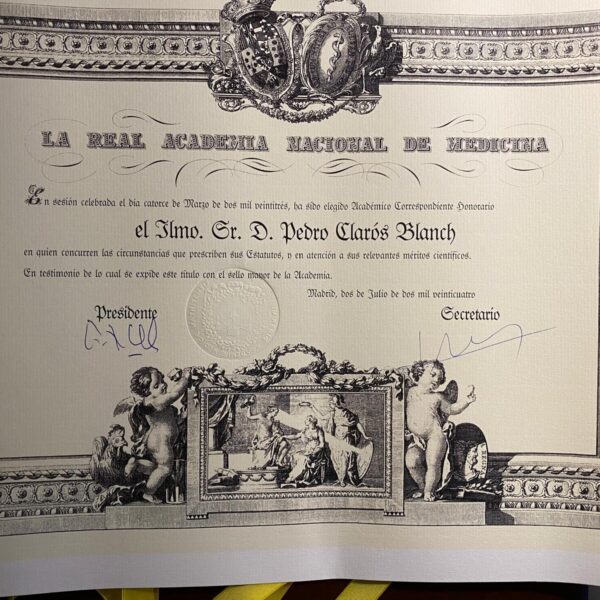 LA REAL ACADEMIA NACIONAL DE MEDICINA
En sesión celebrada el día catorce de Marzo de dos mil veintitrés, ha sido elegido Académico Correspondiente Honorario
el Ilmo. Sr. D. Pedro Clarós Blanch
en quien concurren las circunstancias que prescriben sus Estatutos, y en atención a sus relevantes méritos científicos.
En testimonio de lo cual se expide este título con el sello mayor de la Academia.
Madrid, dos de Julio de dos mil veinticuatro
Presidente
Secretario